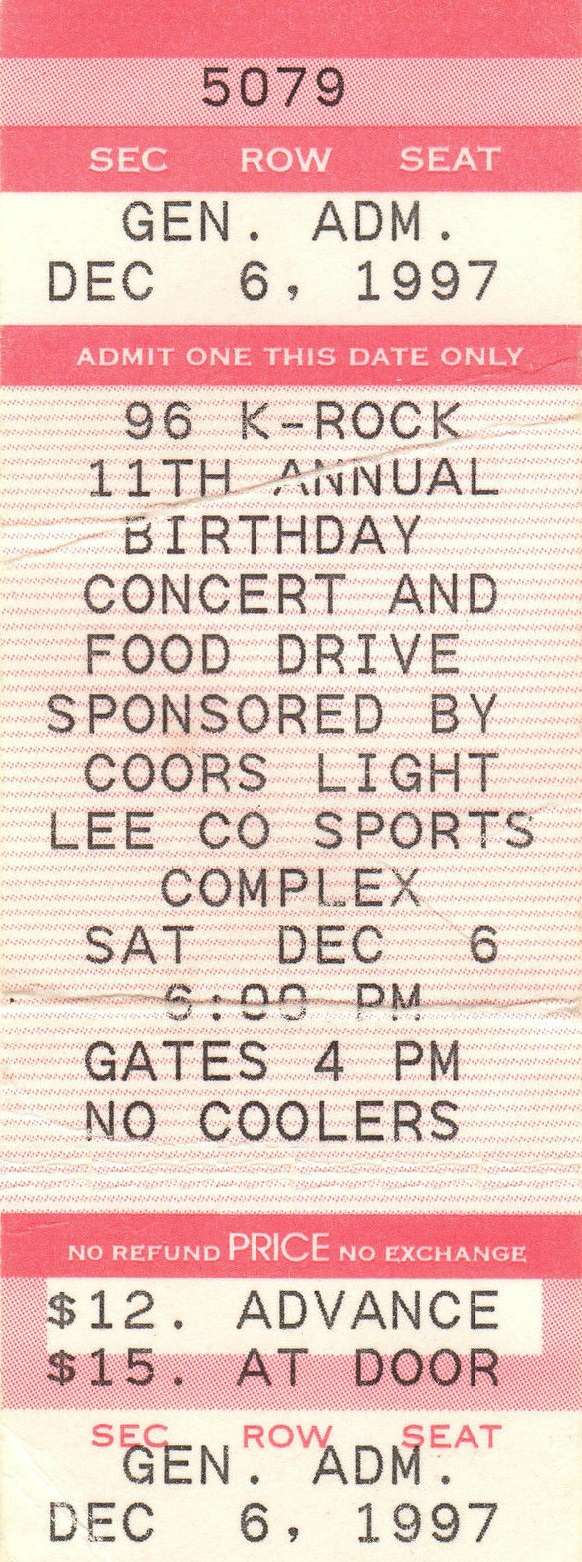 5079
SEC ROW SEAT
GEN. ADM.
DEC 6, 1997
ADMIT ONE THIS DATE ONLY
96 K-ROCK
11TH ANNUAL
BIRTHDAY
CONCERT AND
FOOD DRIVE
SPONSORED BY
COORS LIGHT
LEE CO SPORTS
COMPLEX
SAT DEC 6
6:00 PM
GATES 4 PM
NO COOLERS
NO REFUND PRICE NO EXCHANGE
$12. ADVANCE
$15. AT DOOR
SEC ROW SEAT
GEN. ADM.
DEC 6, 1997